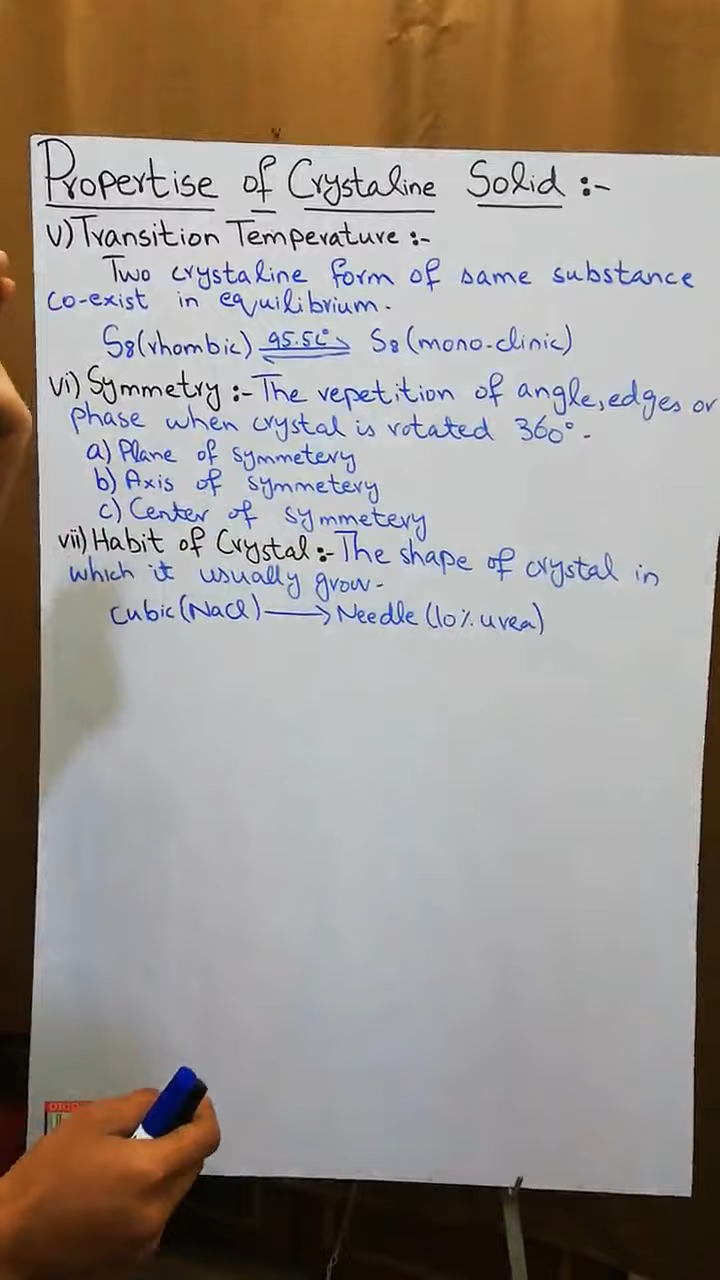 Propertise of Crystaline Solid :-
v) Transition Temperature :-
Two crystaline form of same substance
co-exist in equilibrium.
S8(rhombic) 95.5C° S8(mono-clinic)
vi) Symmetry :- The repetition of angle, edges or
phase when crystal is rotated 360°.
a) Plane of symmetery
b) Axis of symmetery
c) Center of symmetery
vii) Habit of Crystal :- The shape of crystal in
which it usually grow.
cubic(NaCl) → Needle (10% urea)